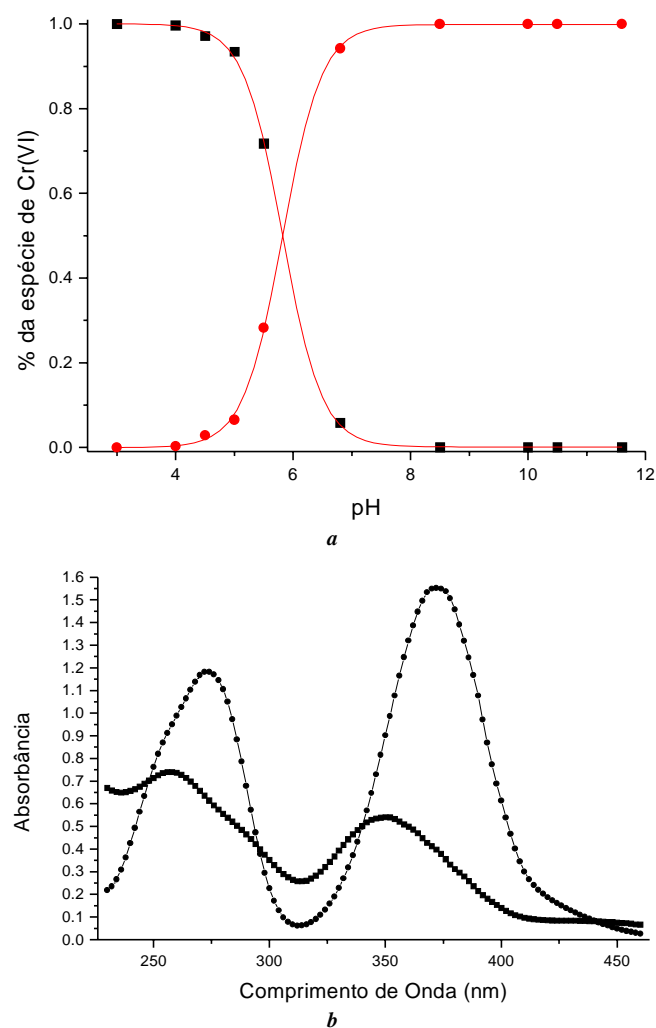 1.0
0.8
0.6
0.4
0.2
0.0
% da espécie de Cr(VI)
4 6 8 10 12
pH
a
1.6
1.5
1.4
1.3
1.2
1.1
1.0
0.9
0.8
0.7
0.6
0.5
0.4
0.3
0.2
0.1
0.0
Absorbância
250 300 350 400 450
Comprimento de Onda (nm)
b